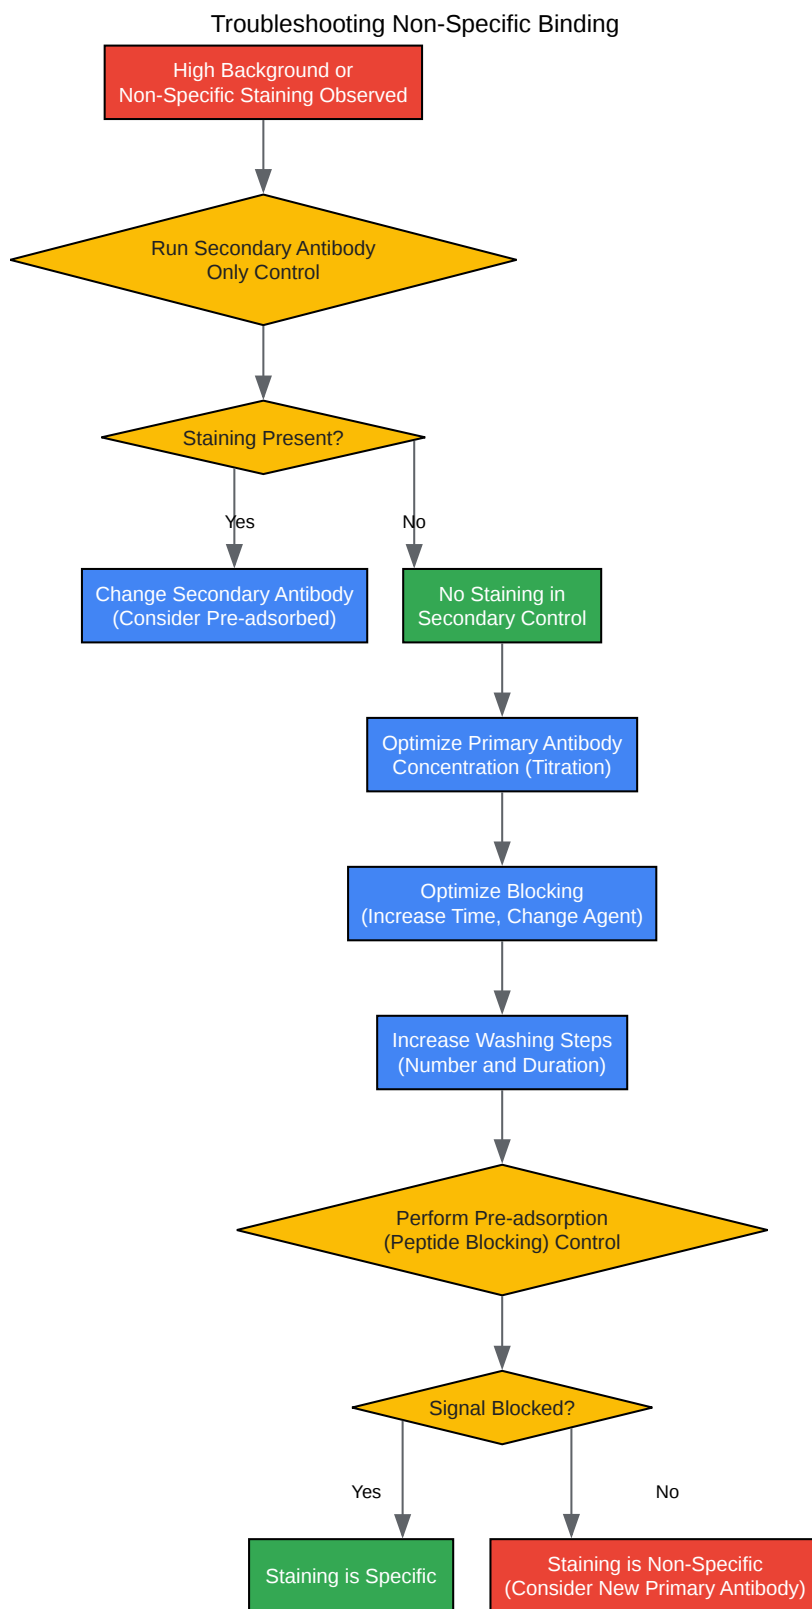 Troubleshooting Non-Specific Binding
High Background or
Non-Specific Staining Observed
Run Secondary Antibody
Only Control
Staining Present?
Yes
No
Change Secondary Antibody
(Consider Pre-adsorbed)
No Staining in
Secondary Control
Optimize Primary Antibody
Concentration (Titration)
Optimize Blocking
(Increase Time, Change Agent)
Increase Washing Steps
(Number and Duration)
Perform Pre-adsorption
(Peptide Blocking) Control
Signal Blocked?
Yes
No
Staining is Specific
Staining is Non-Specific
(Consider New Primary Antibody)